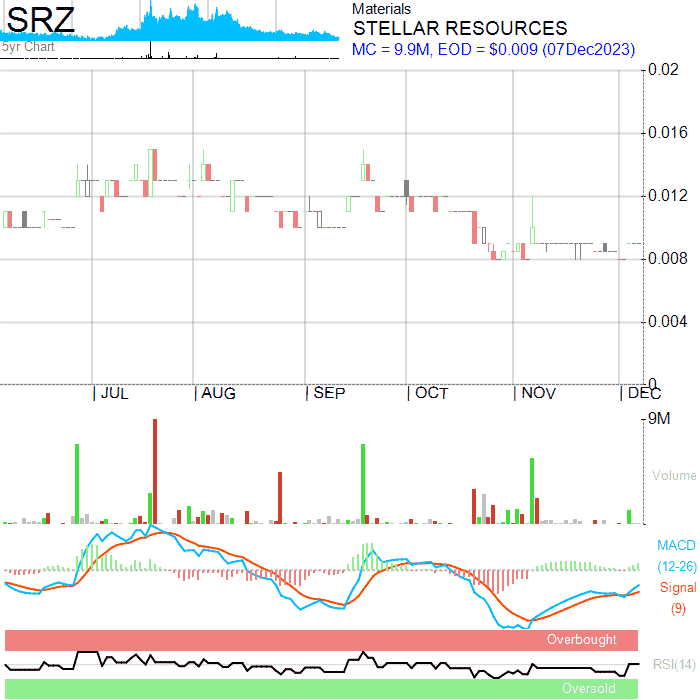 SRZ
5yr Chart
Materials
STELLAR RESOURCES
MC = 9.9M, EOD = $0.009 (07Dec2023)
0.02
0.016
0.012
0.008
0.004
0
JUL AUG SEP OCT NOV DEC
9M
Volume
MACD
(12-26)
Signal
(9)
Overbought
RSI(14)
Oversold